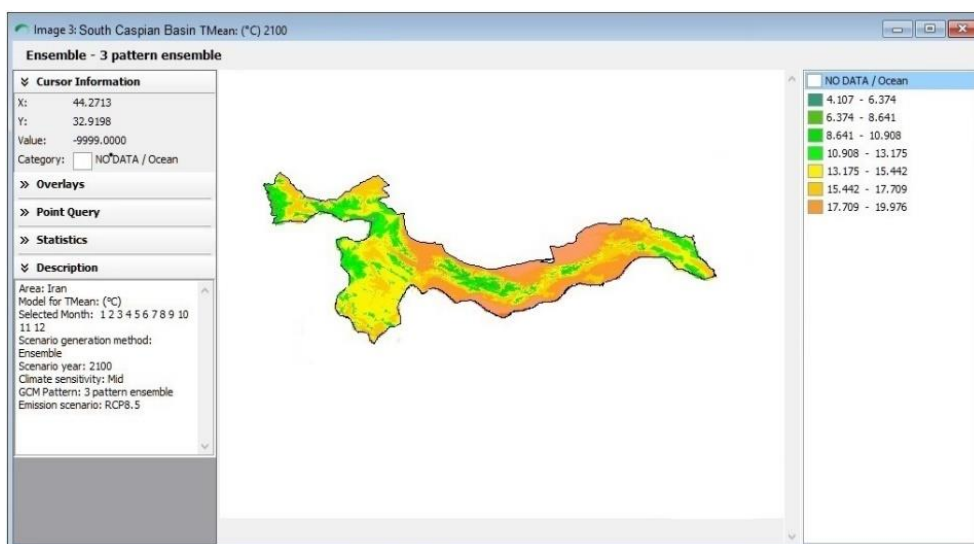 Image 3: South Caspian Basin TMean: (°C) 2100
Ensemble - 3 pattern ensemble
Cursor Information
X: 44.2713
Y: 32.9198
Value: -9999.0000
Category: NO DATA / Ocean
Overlays
Point Query
Statistics
Description
Area: Iran
Model for TMean: (°C)
Selected Month: 1 2 3 4 5 6 7 8 9 10
11 12
Scenario generation method:
Ensemble
Scenario year: 2100
Climate sensitivity: Mid
GCM Pattern: 3 pattern ensemble
Emission scenario: RCP8.5
NO DATA / Ocean
4.107 - 6.374
6.374 - 8.641
8.641 - 10.908
10.908 - 13.175
13.175 - 15.442
15.442 - 17.709
17.709 - 19.976